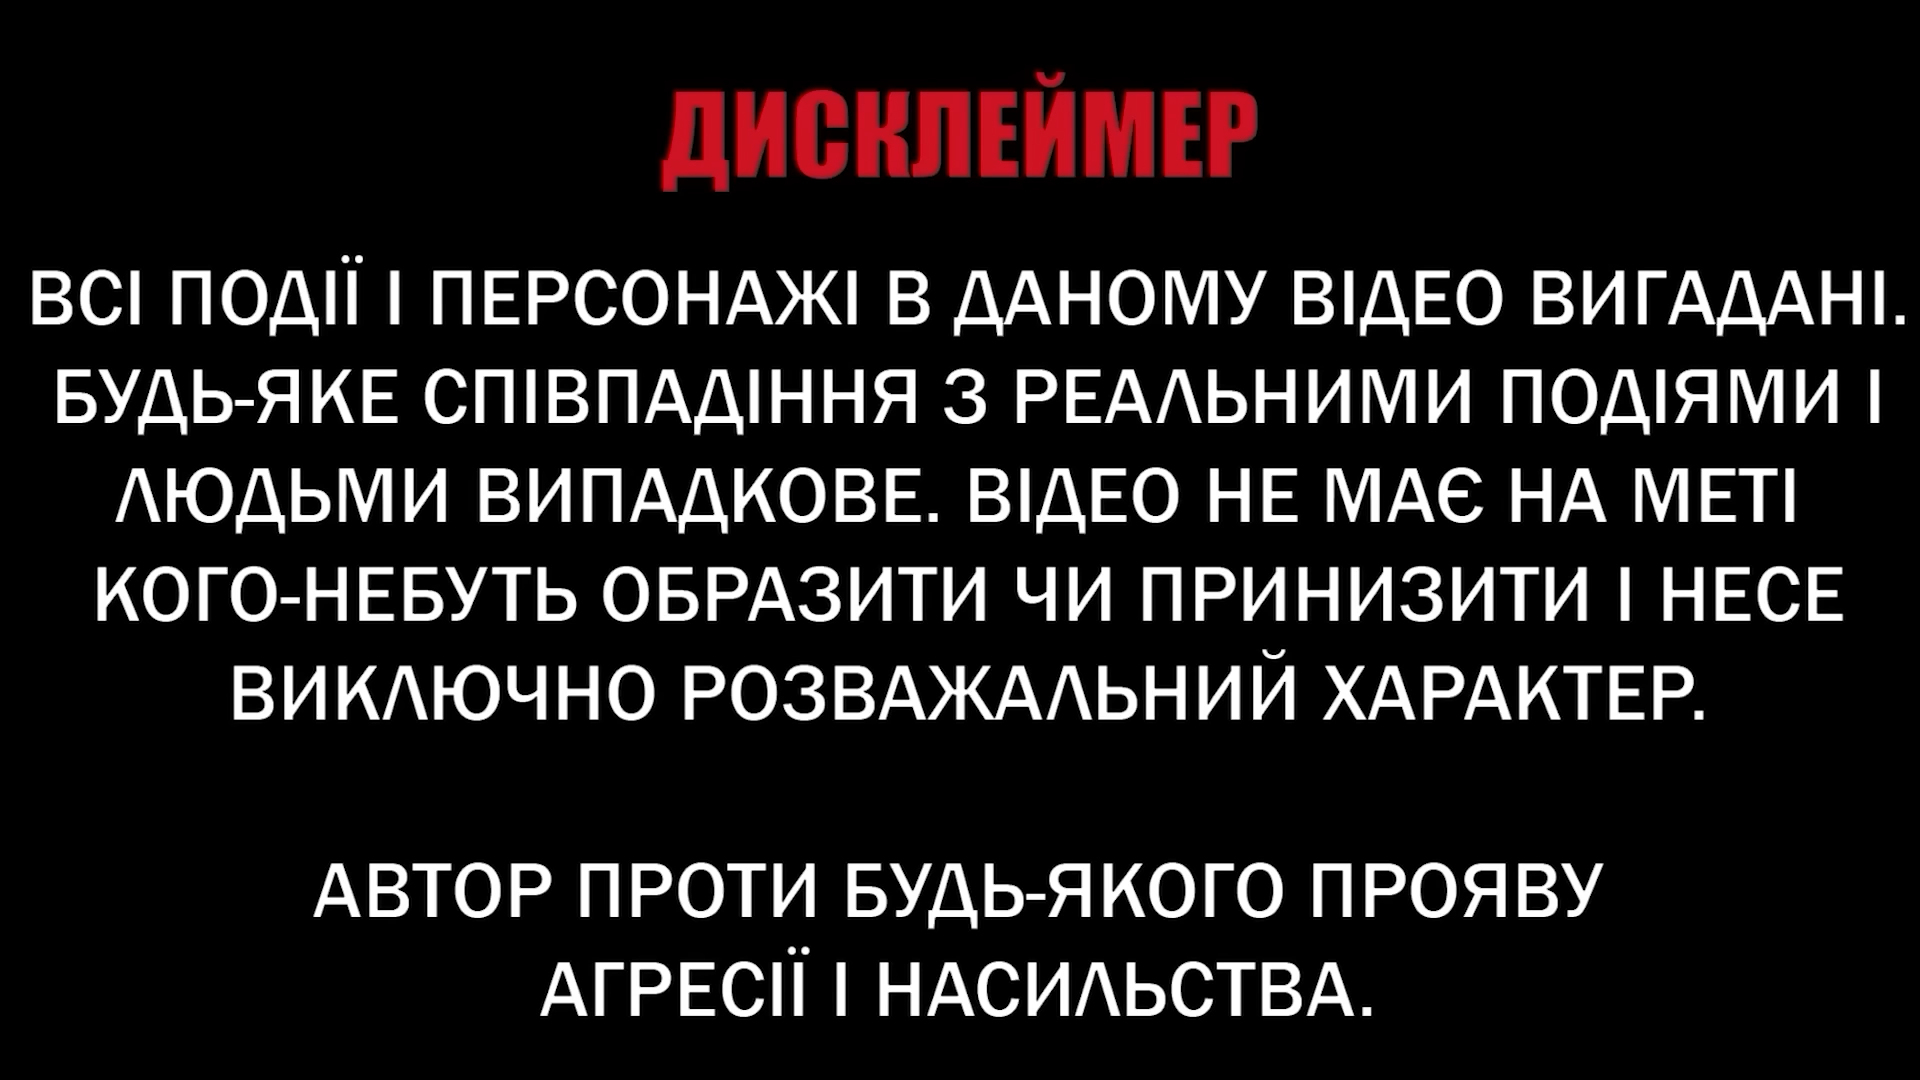 ДИСКЛЕЙМЕР
ВСІ ПОДІЇ І ПЕРСОНАЖІ В ДАНОМУ ВІДЕО ВИГАДАНІ.
БУДЬ-ЯКЕ СПІВПАДІННЯ З РЕАЛЬНИМИ ПОДІЯМИ І
ЛЮДЬМИ ВИПАДКОВЕ. ВІДЕО НЕ МАЄ НА МЕТІ
КОГО-НЕБУТЬ ОБРАЗИТИ ЧИ ПРИНИЗИТИ І НЕСЕ
ВИКЛЮЧНО РОЗВАЖАЛЬНИЙ ХАРАКТЕР.
АВТОР ПРОТИ БУДЬ-ЯКОГО ПРОЯВУ
АГРЕСІЇ І НАСИЛЬСТВА.